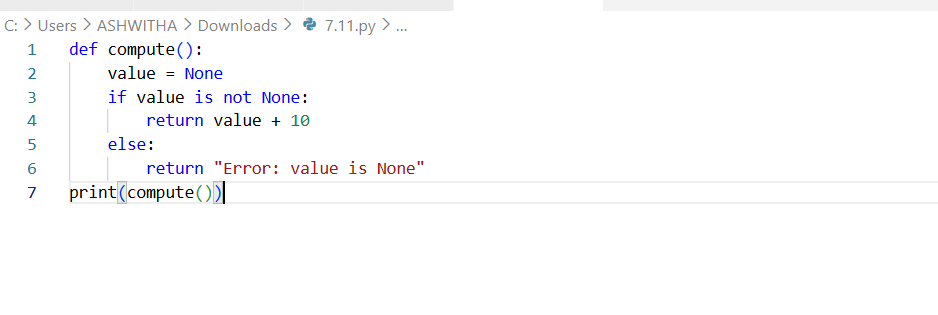 C: > Users > ASHWITHA > Downloads > 7.11.py > ...
1 def compute():
2     value = None
3     if value is not None:
4         return value + 10
5     else:
6         return "Error: value is None"
7 print(compute())